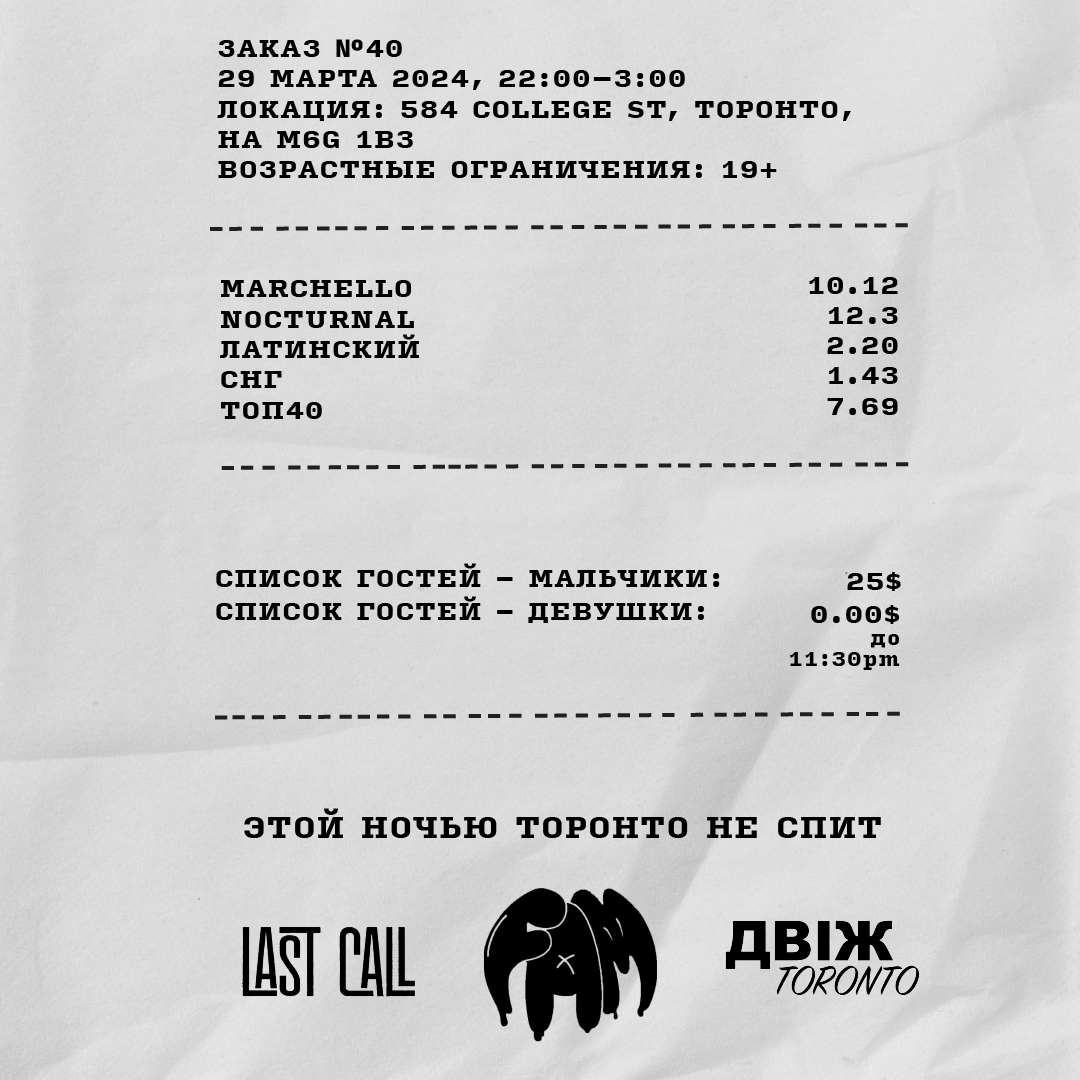 ЗАКАЗ №40
29 МАРТА 2024, 22:00–3:00
ЛОКАЦИЯ: 584 COLLEGE ST, ТОРОНТО,
НА M6G 1B3
ВОЗРАСТНЫЕ ОГРАНИЧЕНИЯ: 19+
MARCHELLO 10.12
NOCTURNAL 12.3
ЛАТИНСКИЙ 2.20
СНГ 1.43
ТОП40 7.69
СПИСОК ГОСТЕЙ – МАЛЬЧИКИ: 25$
СПИСОК ГОСТЕЙ – ДЕВУШКИ: 0.00$
до
11:30pm
ЭТОЙ НОЧЬЮ ТОРОНТО НЕ СПИТ
LAST CALL
FAM
ДВІЖ
TORONTO